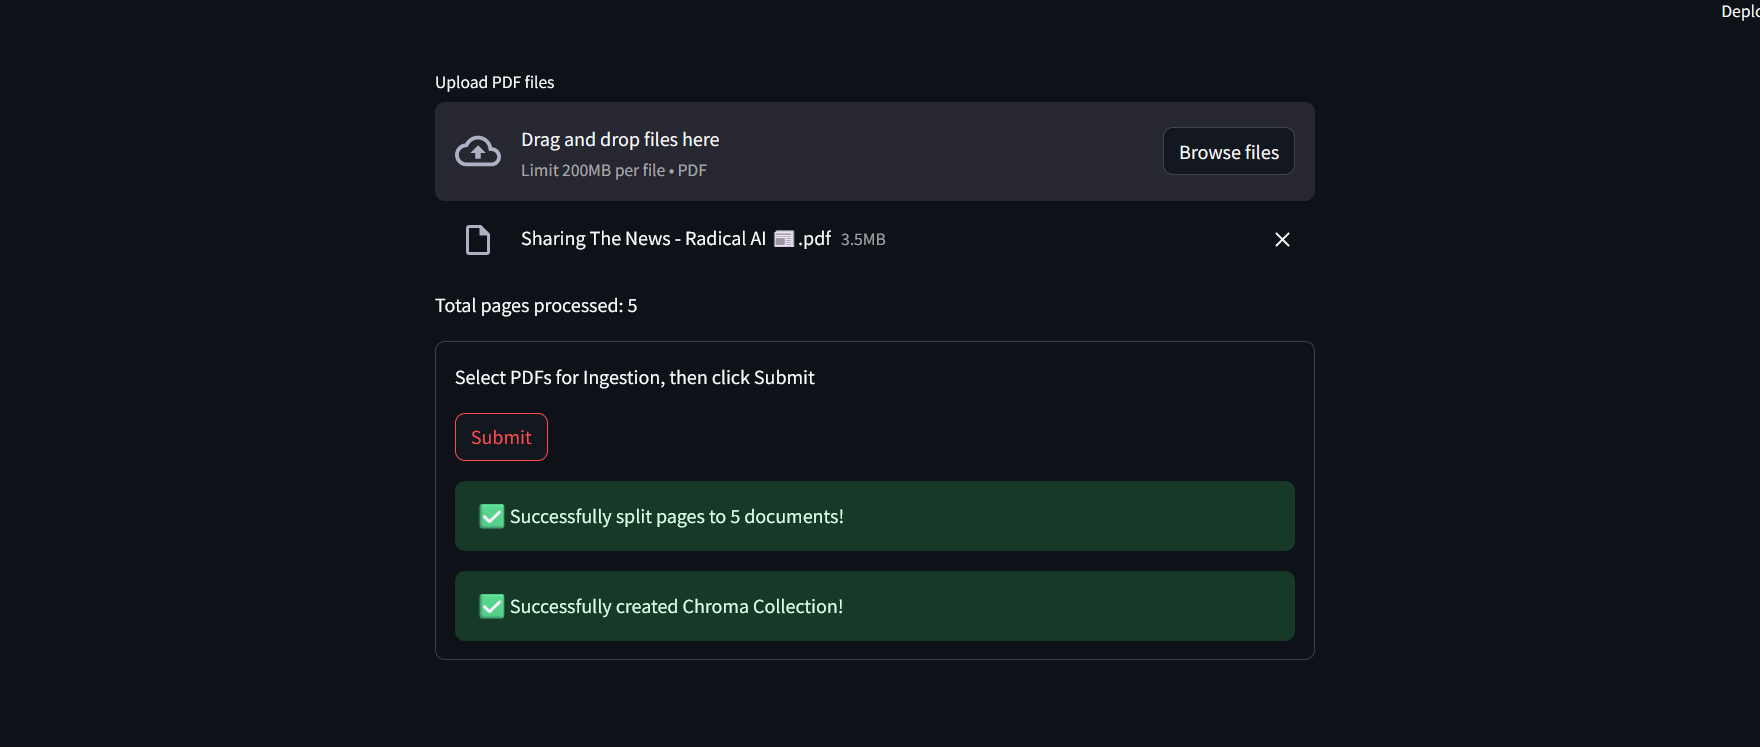 Deplo
Upload PDF files
Drag and drop files here
Limit 200MB per file • PDF
Browse files
Sharing The News - Radical AI 📰.pdf 3.5MB
Total pages processed: 5
Select PDFs for Ingestion, then click Submit
Submit
✅ Successfully split pages to 5 documents!
✅ Successfully created Chroma Collection!